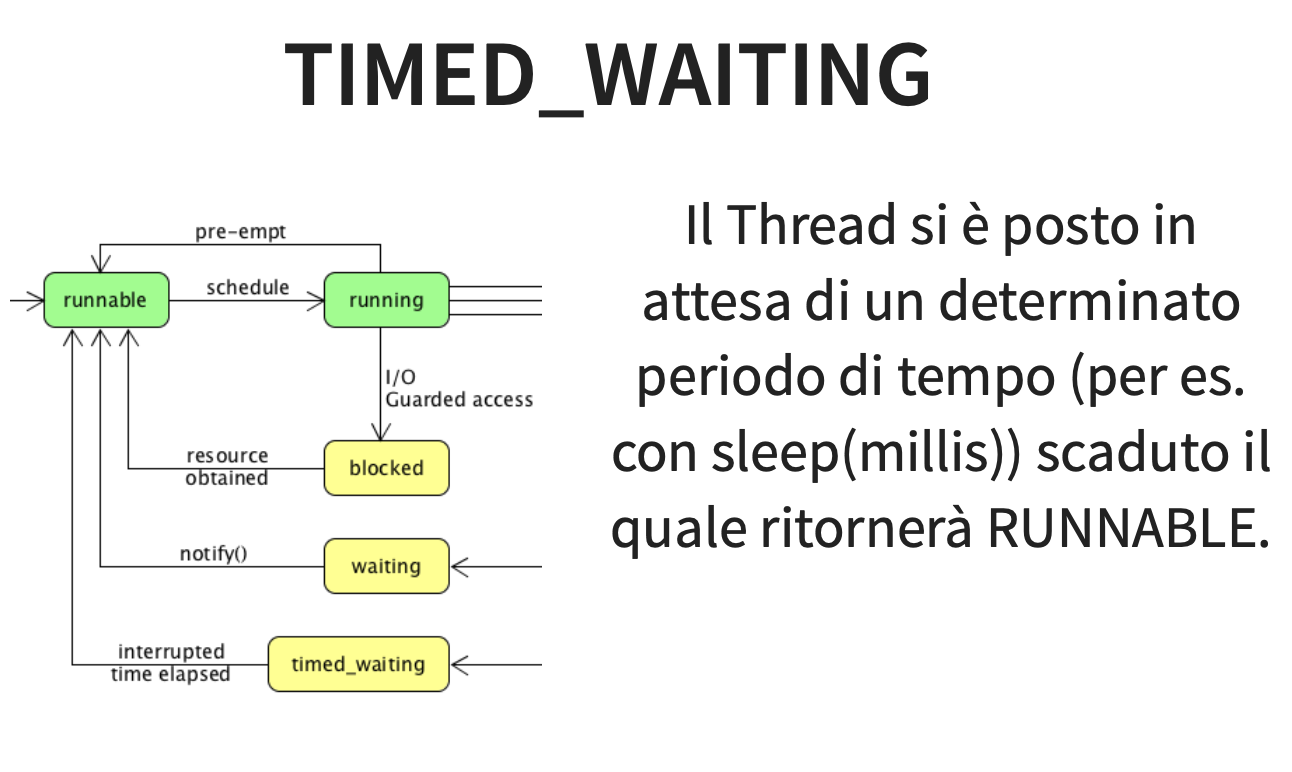 TIMED_WAITING
pre-empt
runnable
schedule
running
I/O
Guarded access
resource
obtained
blocked
notify()
waiting
interrupted
time elapsed
timed_waiting
Il Thread si è posto in
attesa di un determinato
periodo di tempo (per es.
con sleep(millis)) scaduto il
quale ritornerà RUNNABLE.